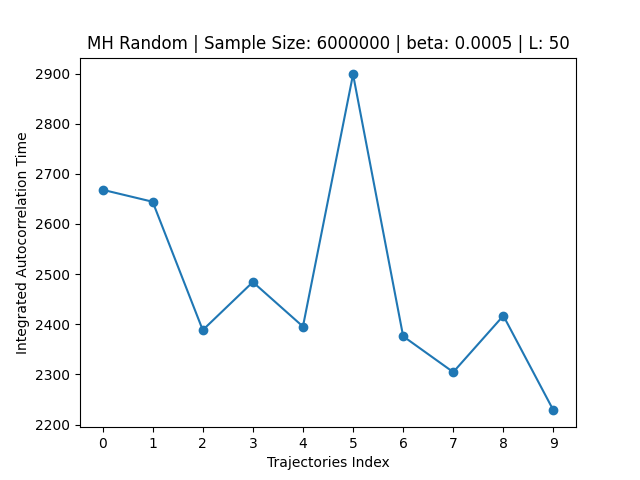 MH Random | Sample Size: 6000000 | beta: 0.0005 | L: 50
2900
2800
2700
2600
2500
2400
2300
2200
Integrated Autocorrelation Time
0 1 2 3 4 5 6 7 8 9
Trajectories Index